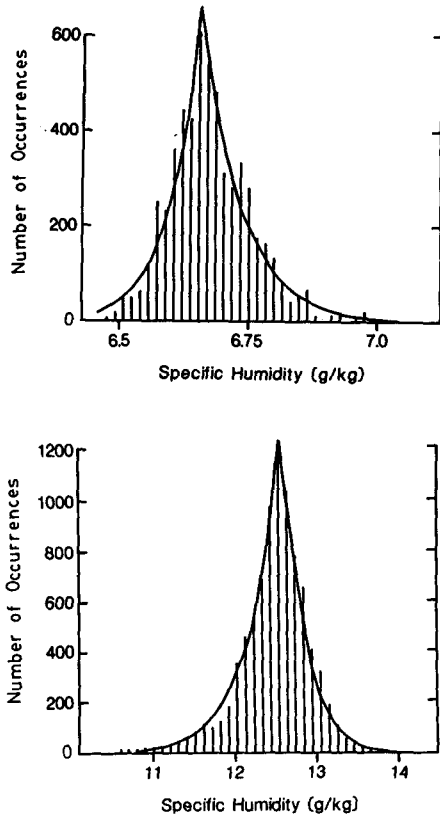 600
400
200
0
Number of Occurrences
6.5 6.75 7.0
Specific Humidity (g/kg)
1200
1000
800
600
400
200
0
Number of Occurrences
11 12 13 14
Specific Humidity (g/kg)